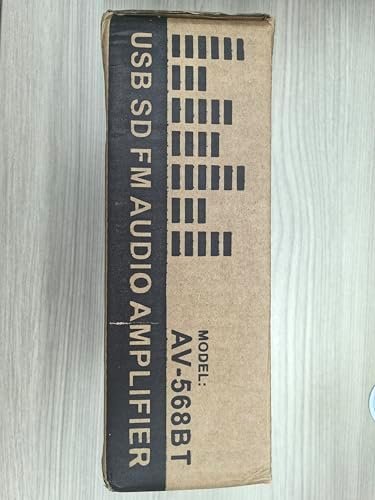 MODEL:
AV-568BT
USB SD FM AUDIO AMPLIFIER